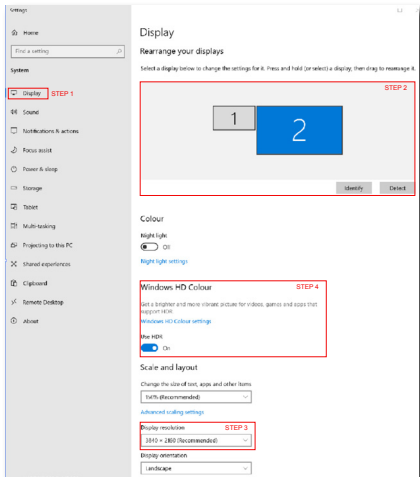 Settings
Home
Find a setting
System
Display STEP 1
Sound
Notifications & actions
Focus assist
Power & sleep
Storage
Tablet
Multi-tasking
Projecting to this PC
Shared experiences
Clipboard
Remote Desktop
About
Display
Rearrange your displays
Select a display below to change the settings for it. Press and hold (or select) a display, then drag to rearrange it.
STEP 2
1
2
Identify Detect
Colour
Night light
Off
Night light settings
Windows HD Colour STEP 4
Get a brighter and more vibrant picture for videos, games and apps that
support HDR
Windows HD Colour settings
Use HDR
On
Scale and layout
Change the size of text, apps and other items
(Recommended)
Advanced scaling settings
Display resolution STEP 3
3840 × 2160 (Recommended)
Display orientation
Landscape